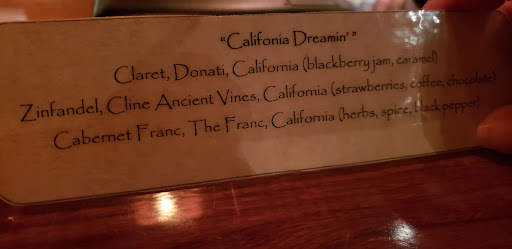 "Califonia Dreamin'"
Claret, Donati, California (blackberry jam, caramel)
Zinfandel, Cline Ancient Vines, California (strawberries, coffee, chocolate)
Cabernet Franc, The Franc, California (herbs, spice, black pepper)